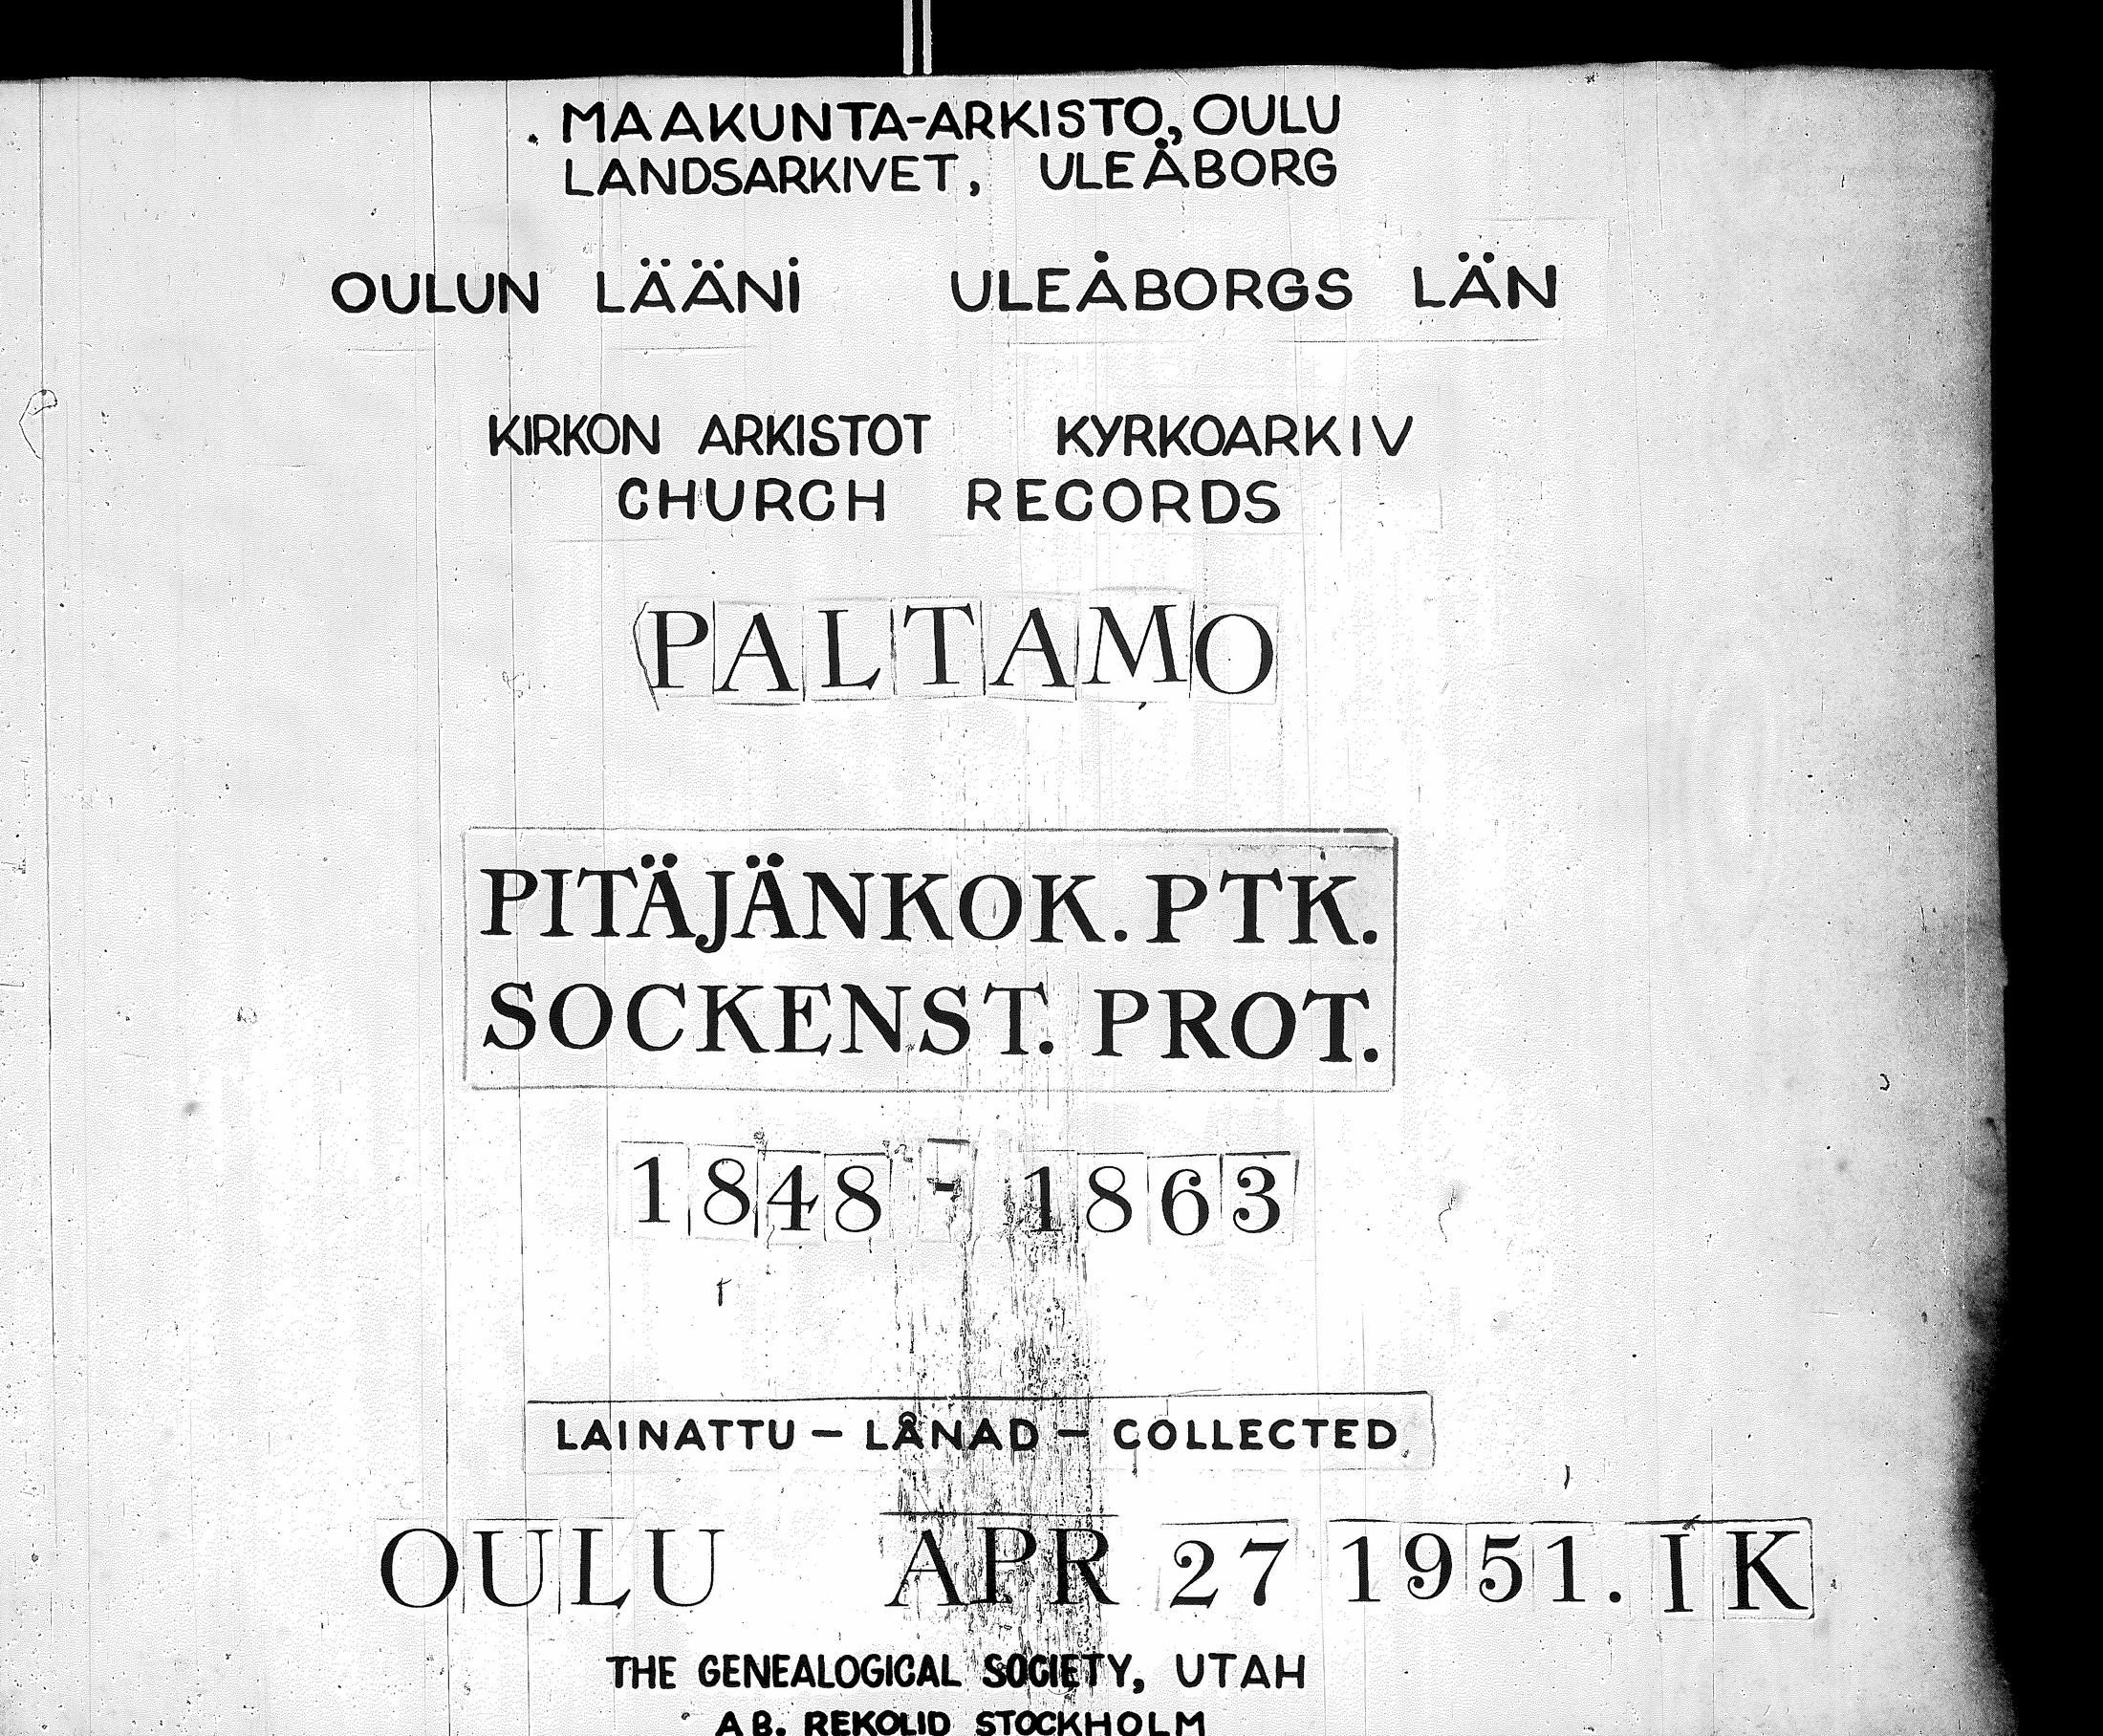 MAAKUNTA-ARKISTO, OULU
LANDSARKIVET, ULEÅBORG
OULUN LÄÄNI ULEÅBORGS LÄN
KIRKON ARKISTOT KYRKOARKIV
CHURCH RECORDS
PALTAMO
PITÄJÄNKOK. PTK.
SOCKENST. PROT.
1848 - 1863
LAINATTU – LÅNAD – COLLECTED
OULU APR 27 1951. IK
THE GENEALOGICAL SOCIETY, UTAH
AB. REKOLID STOCKHOLM